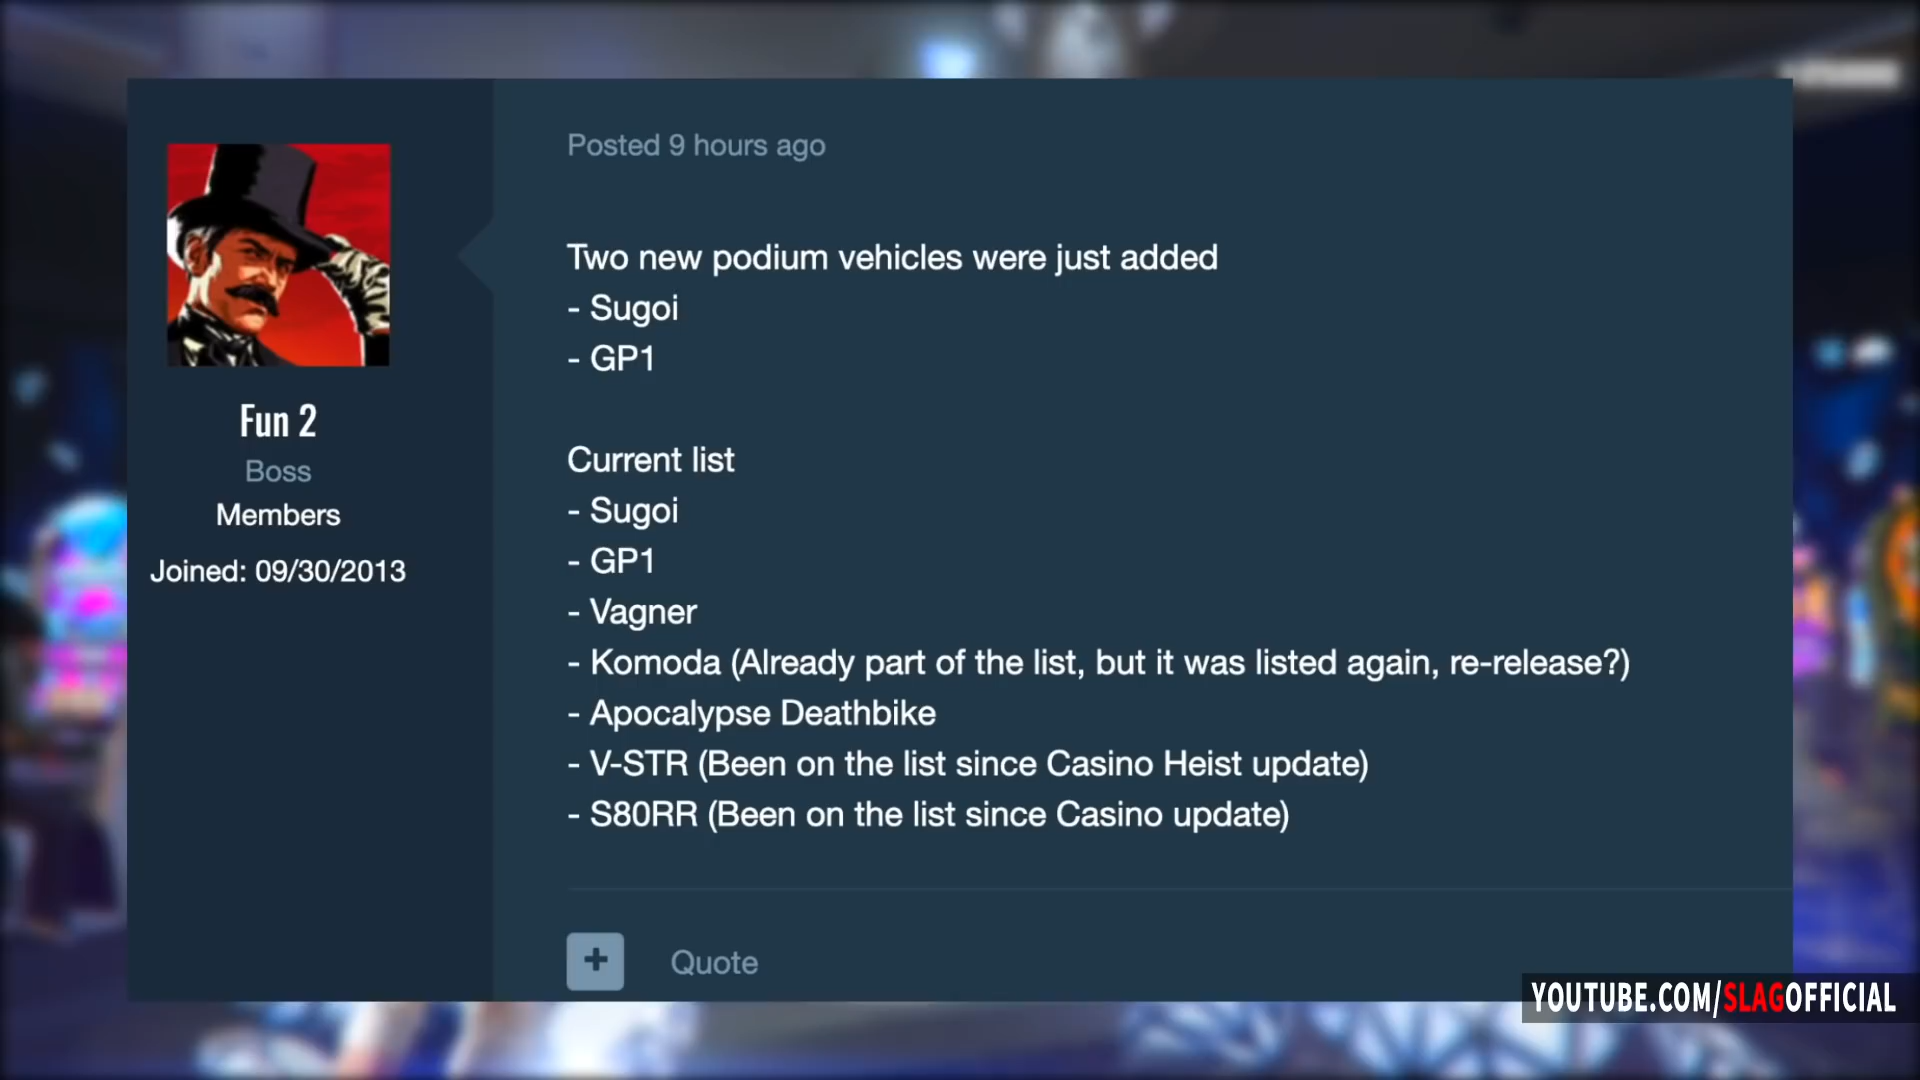 Posted 9 hours ago
Two new podium vehicles were just added
- Sugoi
- GP1
Fun 2
Boss
Members
Joined: 09/30/2013
Current list
- Sugoi
- GP1
- Vagner
- Komoda (Already part of the list, but it was listed again, re-release?)
- Apocalypse Deathbike
- V-STR (Been on the list since Casino Heist update)
- S80RR (Been on the list since Casino update)
+ Quote
YOUTUBE.COM/SLAGOFFICIAL